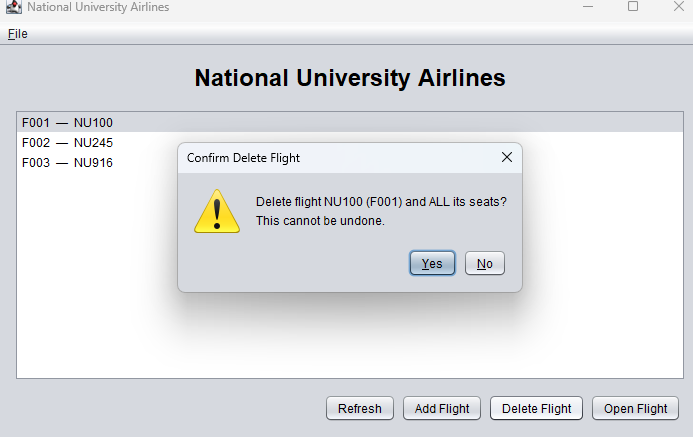 National University Airlines
File
National University Airlines
F001 — NU100
F002 — NU245
F003 — NU916
Confirm Delete Flight
Delete flight NU100 (F001) and ALL its seats?
This cannot be undone.
Yes No
Refresh Add Flight Delete Flight Open Flight